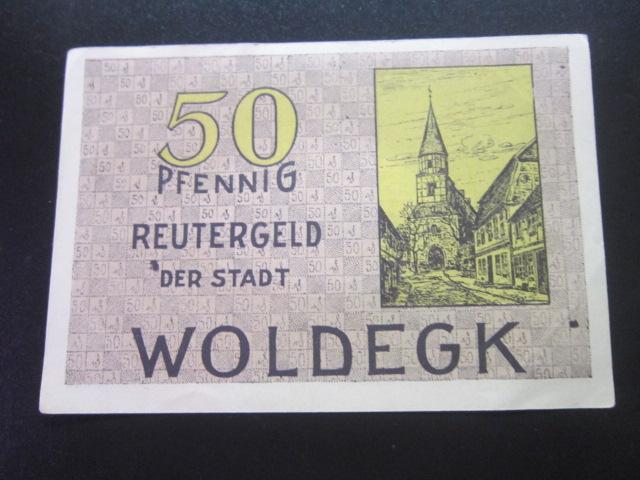 50
PFENNIG
REUTERGELD
DER STADT
WOLDEGK